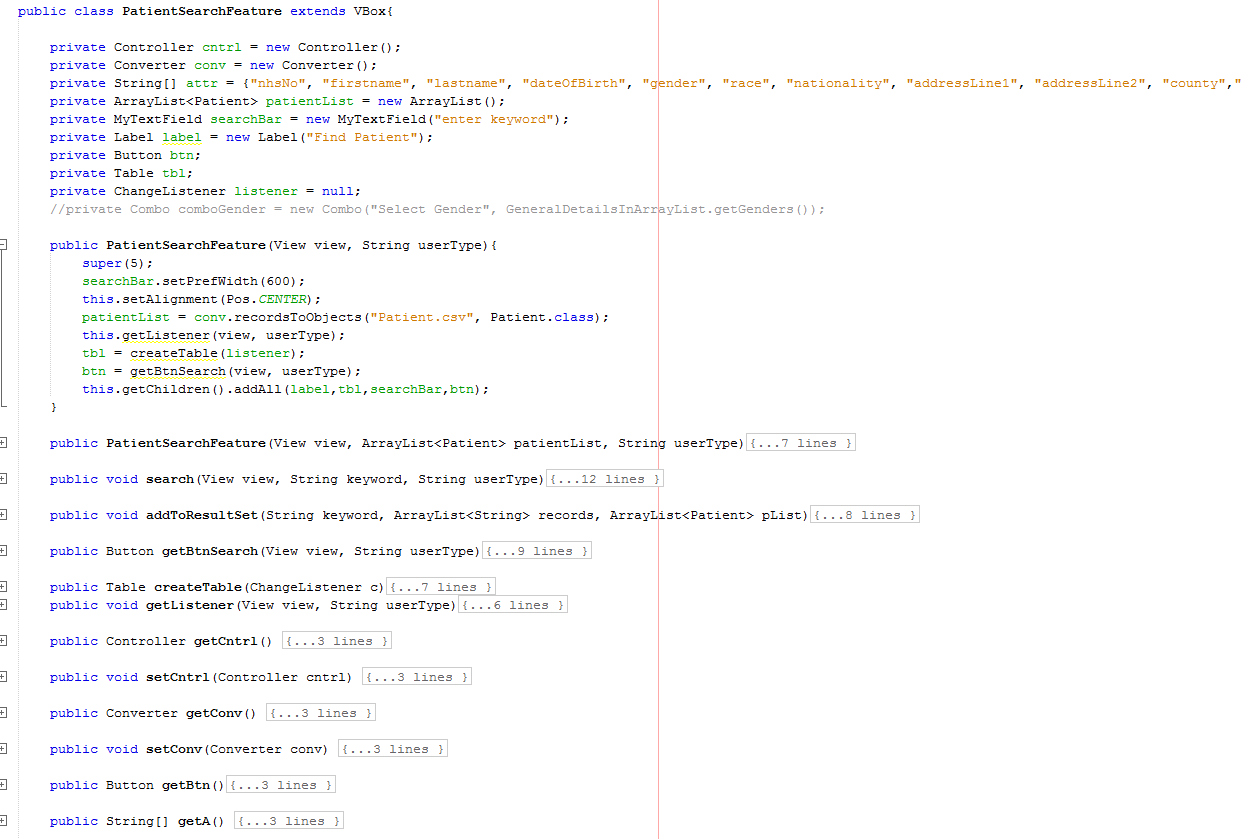 public class PatientSearchFeature extends VBox{
private Controller cntrl = new Controller();
private Converter conv = new Converter();
private String[] attr = {"nhsNo", "firstname", "lastname", "dateOfBirth", "gender", "race", "nationality", "addressLine1", "addressLine2", "county","
private ArrayList<Patient> patientList = new ArrayList();
private MyTextField searchBar = new MyTextField("enter keyword");
private Label label = new Label("Find Patient");
private Button btn;
private Table tbl;
private ChangeListener listener = null;
//private Combo comboGender = new Combo("Select Gender", GeneralDetailsInArrayList.getGenders());
public PatientSearchFeature(View view, String userType){
super(5);
searchBar.setPrefWidth(600);
this.setAlignment(Pos.CENTER);
patientList = conv.recordsToObjects("Patient.csv", Patient.class);
this.getListener(view, userType);
tbl = createTable(listener);
btn = getBtnSearch(view, userType);
this.getChildren().addAll(label,tbl,searchBar,btn);
}
public PatientSearchFeature(View view, ArrayList<Patient> patientList, String userType){...7 lines }
public void search(View view, String keyword, String userType){...12 lines }
public void addToResultSet(String keyword, ArrayList<String> records, ArrayList<Patient> pList){...8 lines }
public Button getBtnSearch(View view, String userType){...9 lines }
public Table createTable(ChangeListener c){...7 lines }
public void getListener(View view, String userType){...6 lines }
public Controller getCntrl() {...3 lines }
public void setCntrl(Controller cntrl) {...3 lines }
public Converter getConv() {...3 lines }
public void setConv(Converter conv) {...3 lines }
public Button getBtn(){...3 lines }
public String[] getA() {...3 lines }